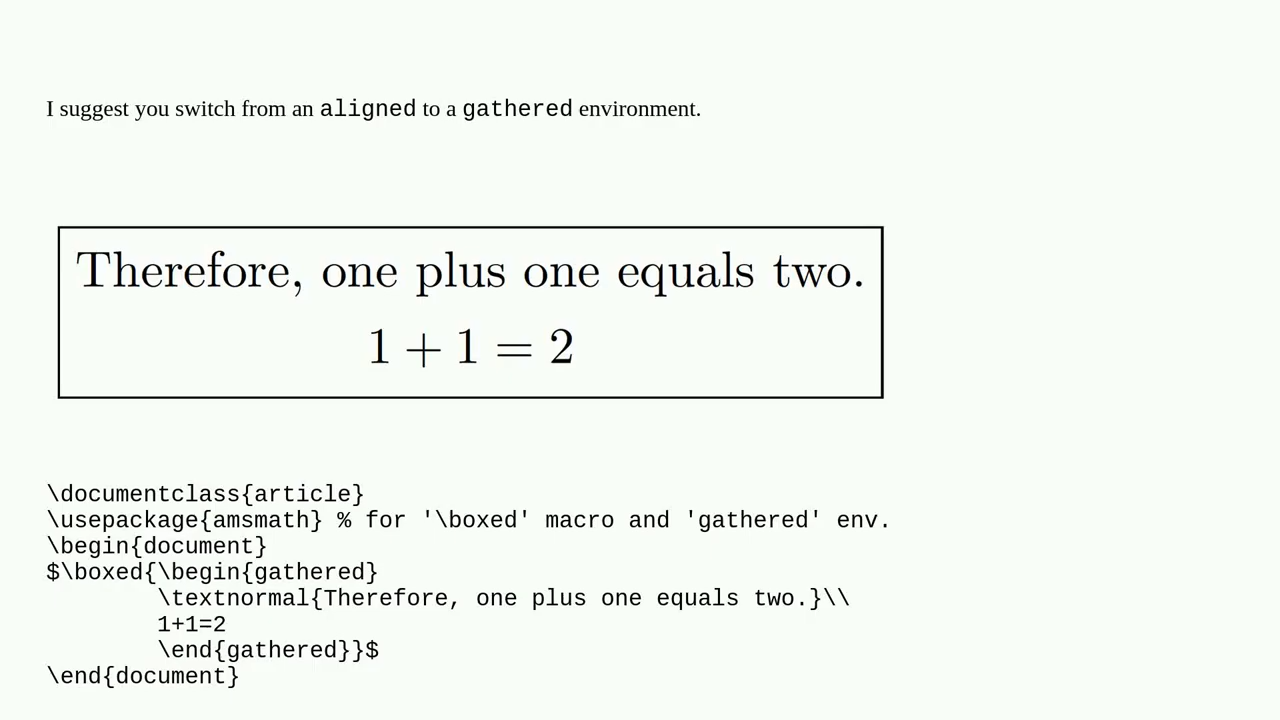 I suggest you switch from an aligned to a gathered environment.
Therefore, one plus one equals two.
1 + 1 = 2
\documentclass{article}
\usepackage{amsmath} % for '\boxed' macro and 'gathered' env.
\begin{document}
$\boxed{\begin{gathered}
        \textnormal{Therefore, one plus one equals two.}\\
        1+1=2
        \end{gathered}}$
\end{document}